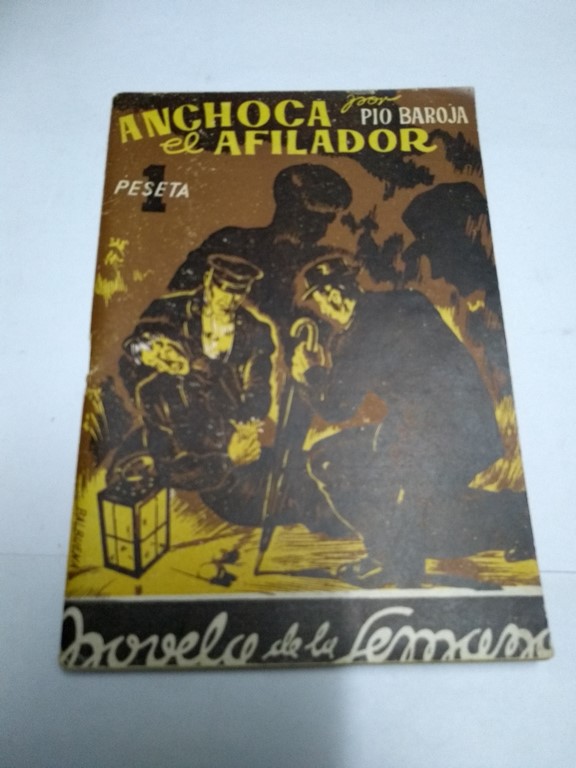 ANCHOCA por
PIO BAROJA
el AFILADOR
1
PESETA
Novela de la Semana